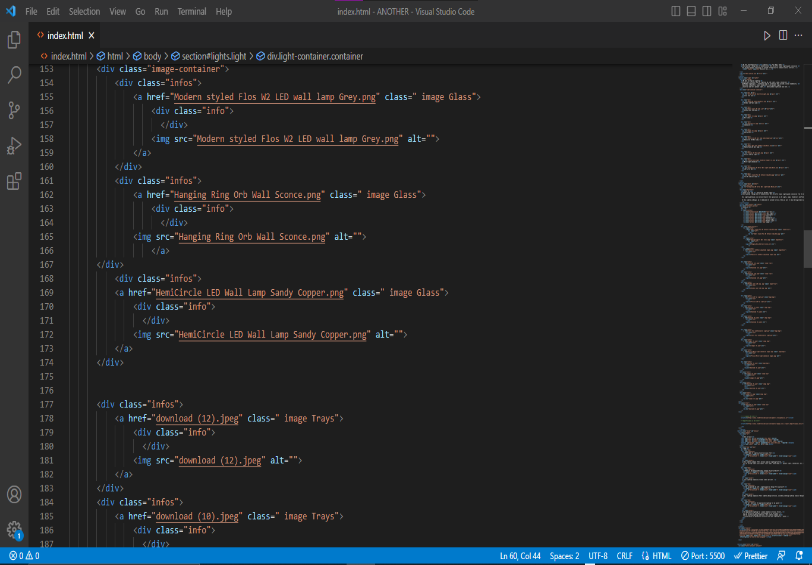 File Edit Selection View Go Run Terminal Help index.html - ANOTHER - Visual Studio Code
index.html
index.html > html > body > section#lights.light > div.light-container.container
153 <div class="image-container">
154 <div class="infos">
155 <a href="Modern styled Flos W2 LED wall lamp Grey.png" class=" image Glass">
156 <div class="info">
157 </div>
158 <img src="Modern styled Flos W2 LED wall lamp Grey.png" alt="">
159 </a>
160 </div>
161 <div class="infos">
162 <a href="Hanging Ring Orb Wall Sconce.png" class=" image Glass">
163 <div class="info">
164 </div>
165 <img src="Hanging Ring Orb Wall Sconce.png" alt="">
166 </a>
167 </div>
168 <div class="infos">
169 <a href="HemiCircle LED Wall Lamp Sandy Copper.png" class=" image Glass">
170 <div class="info">
171 </div>
172 <img src="HemiCircle LED Wall Lamp Sandy Copper.png" alt="">
173 </a>
174 </div>
175
176
177 <div class="infos">
178 <a href="download (12).jpeg" class=" image Trays">
179 <div class="info">
180 </div>
181 <img src="download (12).jpeg" alt="">
182 </a>
183 </div>
184 <div class="infos">
185 <a href="download (10).jpeg" class=" image Trays">
186 <div class="info">
187 </div>
1
0 0 Ln 60, Col 44 Spaces: 2 UTF-8 CRLF HTML Port : 5500 Prettier